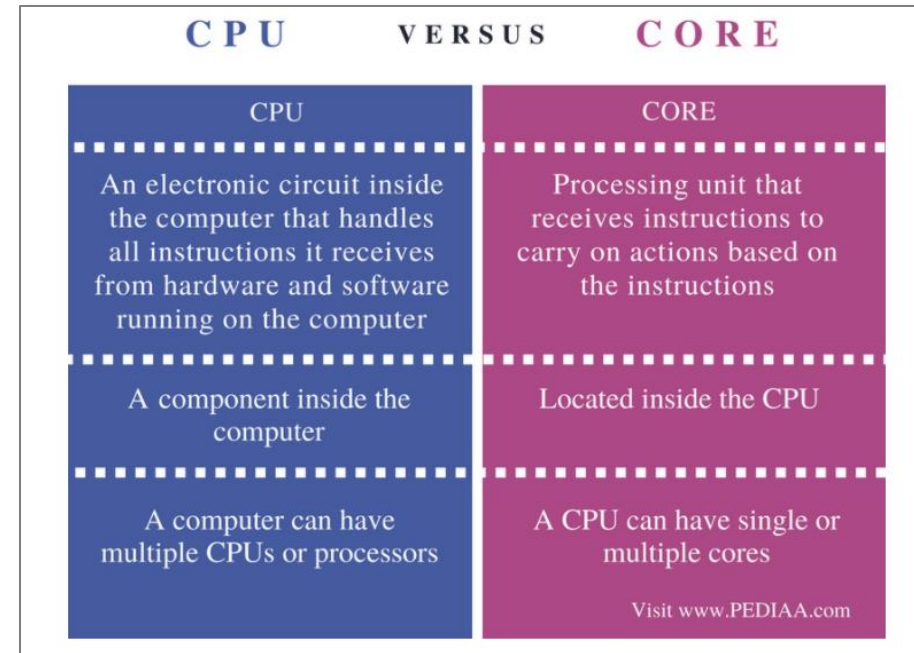 CPU VERSUS CORE
CPU
An electronic circuit inside
the computer that handles
all instructions it receives
from hardware and software
running on the computer
A component inside the
computer
A computer can have
multiple CPUs or processors
CORE
Processing unit that
receives instructions to
carry on actions based on
the instructions
Located inside the CPU
A CPU can have single or
multiple cores
Visit www.PEDIAA.com